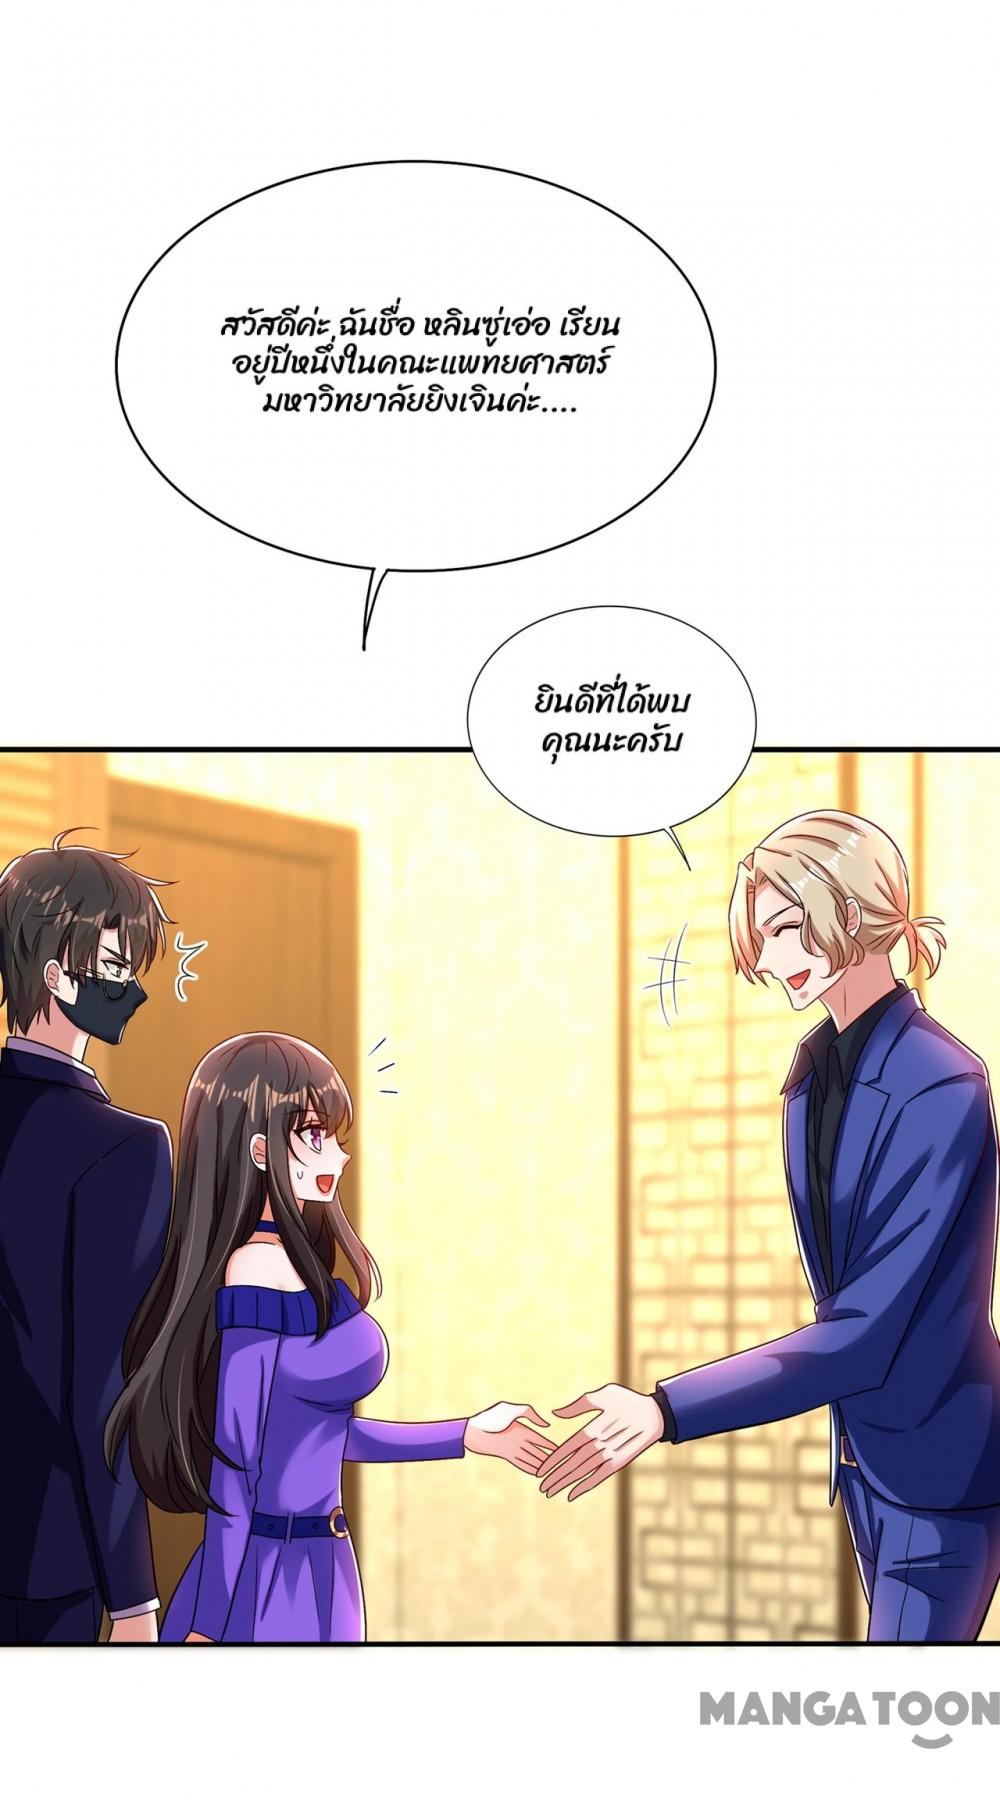 สวัสดีค่ะ ฉันชื่อ หลินซู่เอ๋อ เรียน
อยู่ปีหนึ่งในคณะแพทยศาสตร์
มหาวิทยาลัยยิงเจินค่ะ....
ยินดีที่ได้พบ
คุณนะครับ
MANGATOON